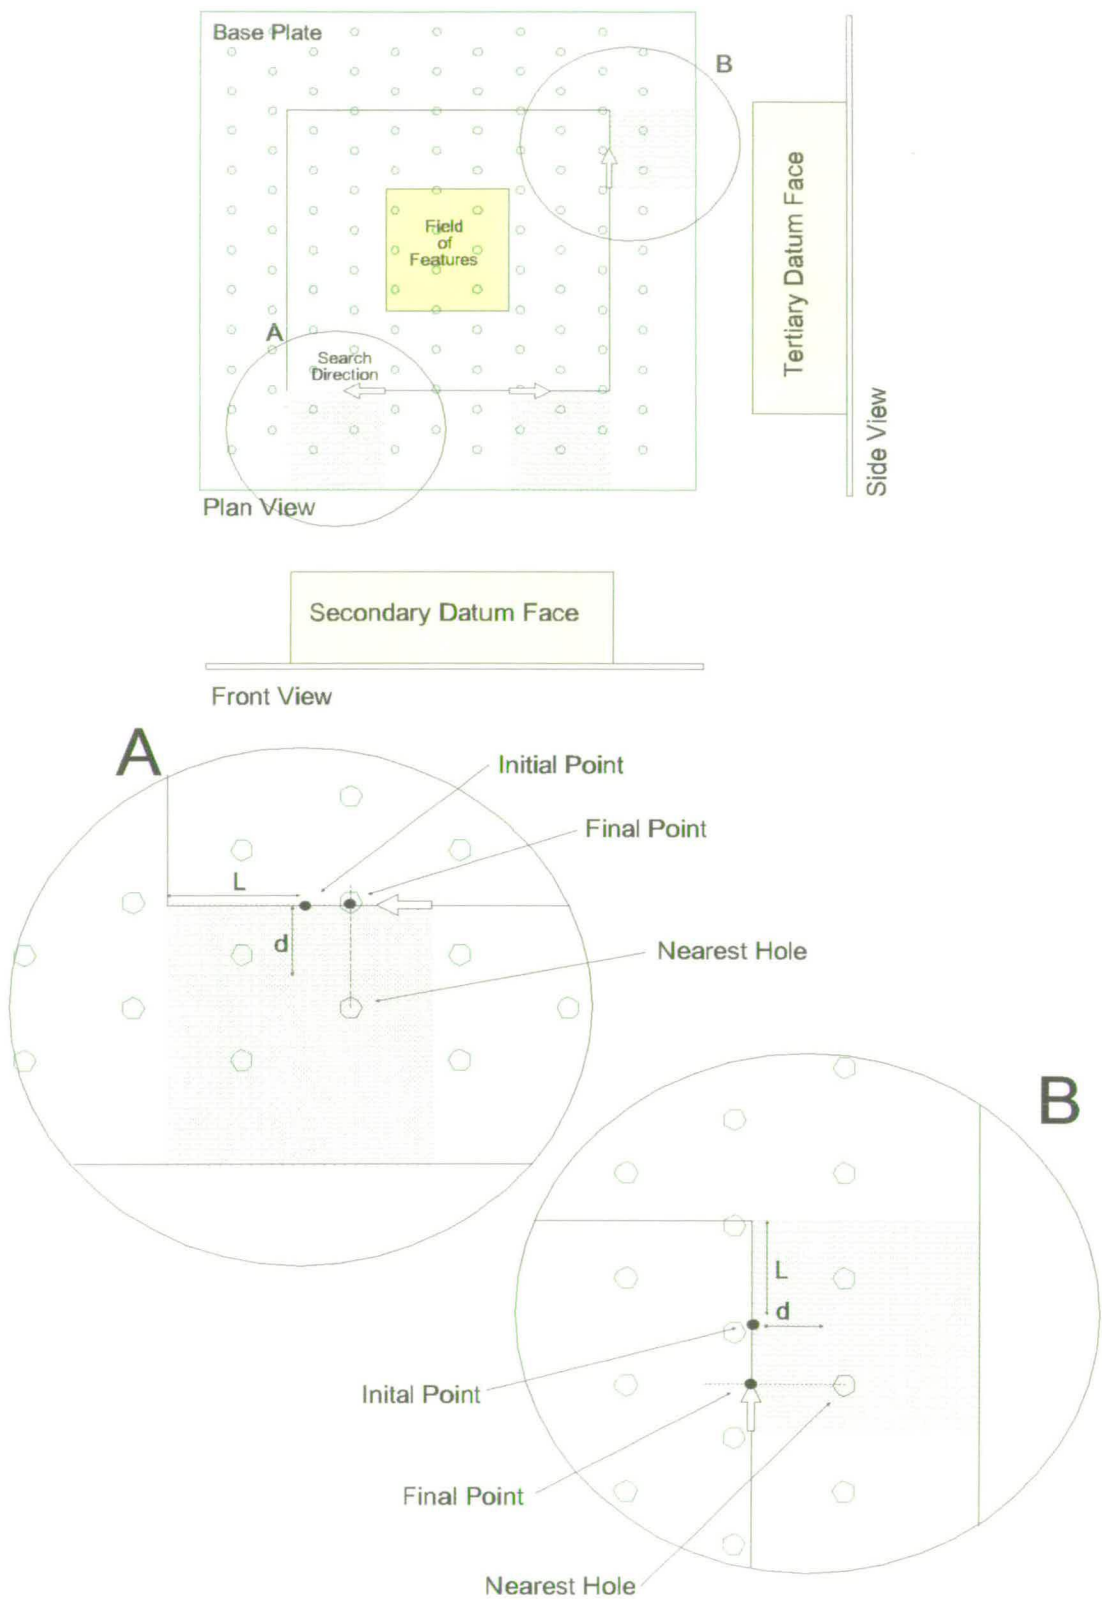 Base Plate
B
Field
of
Features
A
Search
Direction
Plan View
Tertiary Datum Face
Side View
Secondary Datum Face
Front View
A
Initial Point
Final Point
L
d
Nearest Hole
B
L
d
Inital Point
Final Point
Nearest Hole